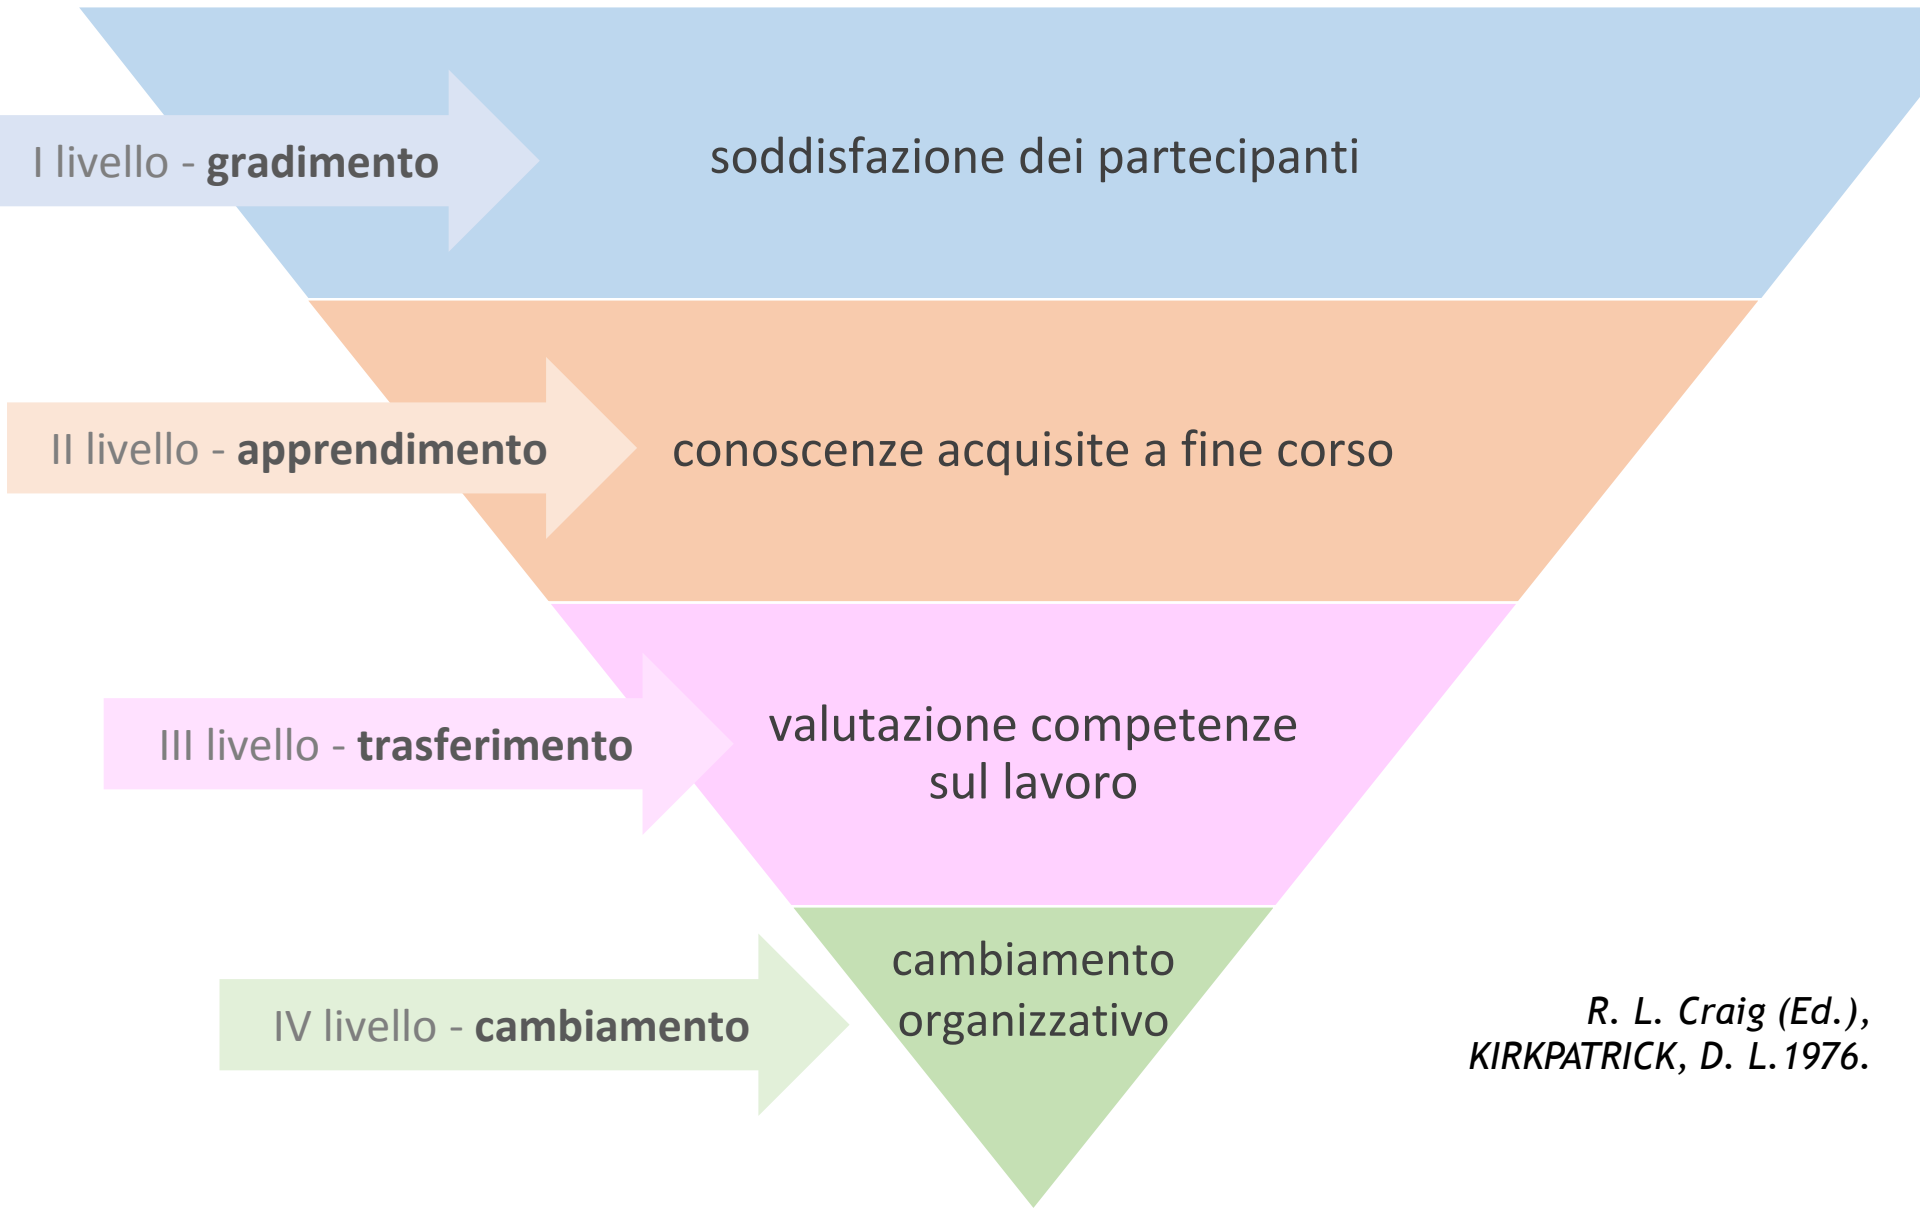 I livello - gradimento
soddisfazione dei partecipanti
II livello - apprendimento
conoscenze acquisite a fine corso
III livello - trasferimento
valutazione competenze
sul lavoro
IV livello - cambiamento
cambiamento
organizzativo
R. L. Craig (Ed.),
KIRKPATRICK, D. L.1976.